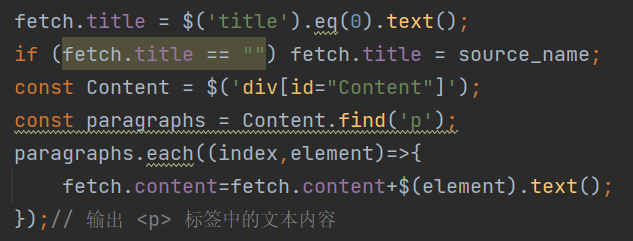 fetch.title = $('title').eq(0).text();
if (fetch.title == "") fetch.title = source_name;
const Content = $('div[id="Content"]');
const paragraphs = Content.find('p');
paragraphs.each((index,element)=>{
    fetch.content=fetch.content+$(element).text();
});// 输出 <p> 标签中的文本内容